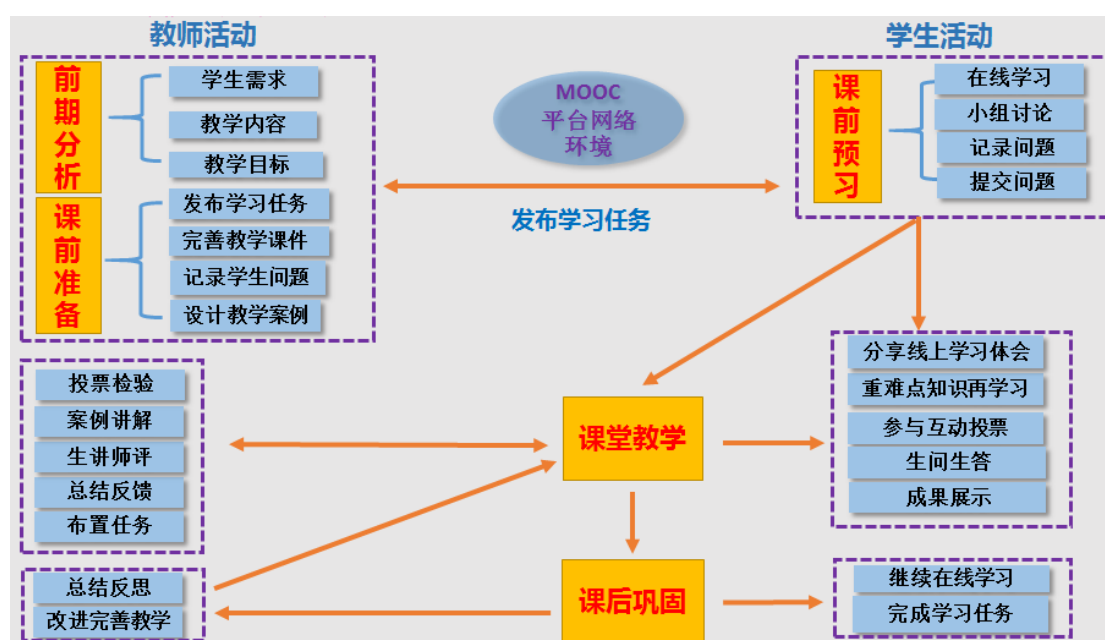 教师活动
前期分析
学生需求
教学内容
教学目标
课前准备
发布学习任务
完善教学课件
记录学生问题
设计教学案例
MOOC
平台网络
环境
发布学习任务
学生活动
课前预习
在线学习
小组讨论
记录问题
提交问题
投票检验
案例讲解
生讲师评
总结反馈
布置任务
课堂教学
分享线上学习体会
重难点知识再学习
参与互动投票
生问生答
成果展示
总结反思
改进完善教学
课后巩固
继续在线学习
完成学习任务